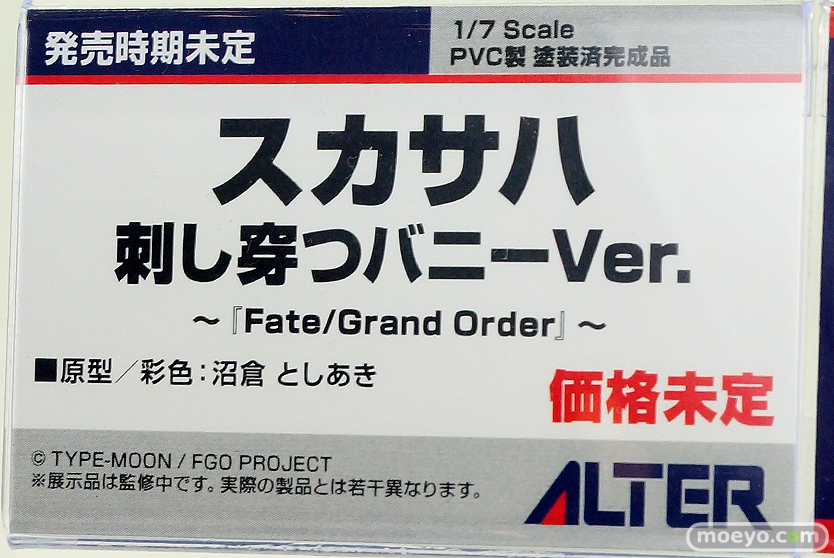 発売時期未定
1/7 Scale
PVC製 塗装済完成品
スカサハ
刺し穿つバニーVer.
～『Fate/Grand Order』～
■原型／彩色：沼倉 としあき
価格未定
© TYPE-MOON / FGO PROJECT
※展示品は監修中です。実際の製品とは若干異なります。
ALTER
moeyo.com